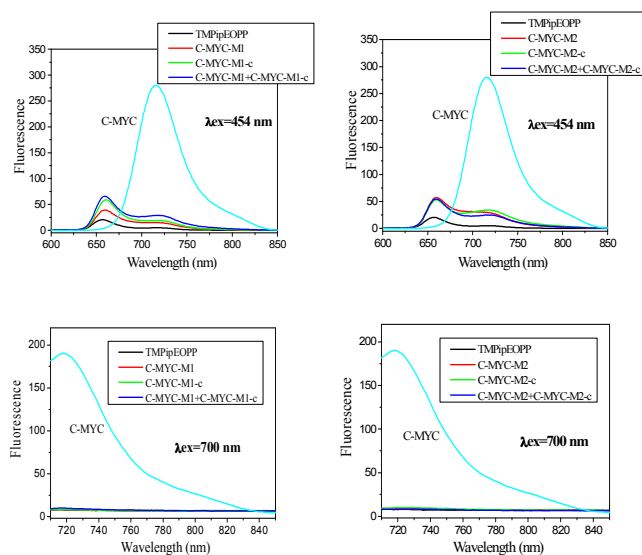 TMPipEOPP
C-MYC-M1
C-MYC-M1-c
C-MYC-M1+C-MYC-M1-c
C-MYC
λex=454 nm
Fluorescence
350
300
250
200
150
100
50
0
600 650 700 750 800 850
Wavelength (nm)
TMPipEOPP
C-MYC-M2
C-MYC-M2-c
C-MYC-M2+C-MYC-M2-c
C-MYC
λex=454 nm
Fluorescence
350
300
250
200
150
100
50
0
600 650 700 750 800 850
Wavelength (nm)
TMPipEOPP
C-MYC-M1
C-MYC-M1-c
C-MYC-M1+C-MYC-M1-c
C-MYC
λex=700 nm
Fluorescence
200
150
100
50
0
720 740 760 780 800 820 840
Wavelength (nm)
TMPipEOPP
C-MYC-M2
C-MYC-M2-c
C-MYC-M2+C-MYC-M2-c
C-MYC
λex=700 nm
Fluorescence
200
150
100
50
0
720 740 760 780 800 820 840
Wavelength (nm)